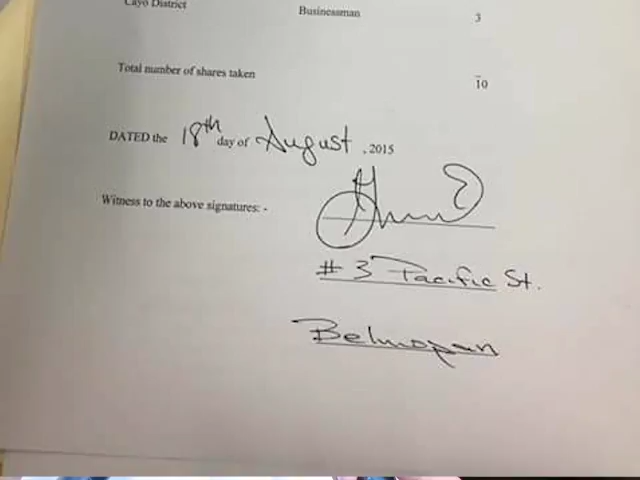 Cayo District Businessman 3
Total number of shares taken 10
DATED the 18th day of August, 2015
Witness to the above signatures: -
# 3 Pacific St.
Belmopan